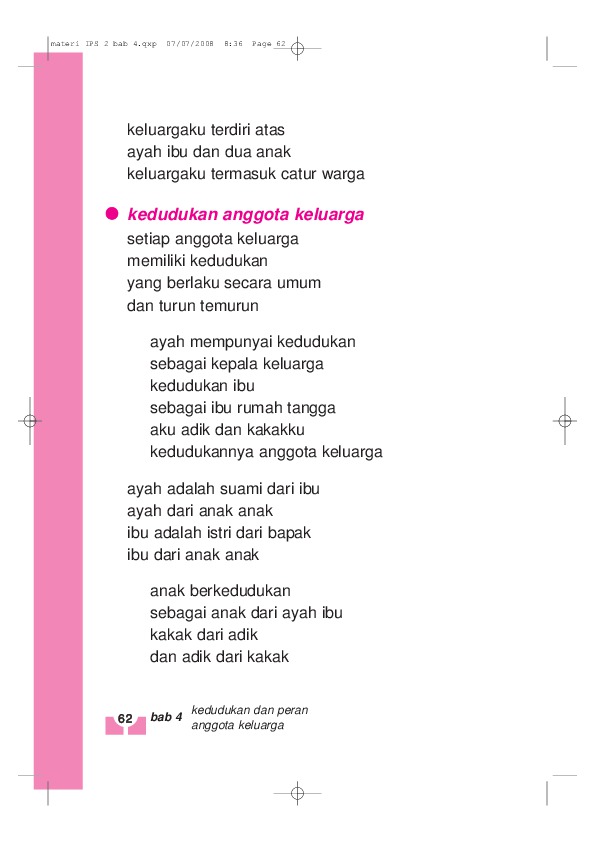 materi IPS 2 bab 4.qxp 07/07/2008 8:36 Page 62
keluargaku terdiri atas
ayah ibu dan dua anak
keluargaku termasuk catur warga
kedudukan anggota keluarga
setiap anggota keluarga
memiliki kedudukan
yang berlaku secara umum
dan turun temurun
ayah mempunyai kedudukan
sebagai kepala keluarga
kedudukan ibu
sebagai ibu rumah tangga
aku adik dan kakakku
kedudukannya anggota keluarga
ayah adalah suami dari ibu
ayah dari anak anak
ibu adalah istri dari bapak
ibu dari anak anak
anak berkedudukan
sebagai anak dari ayah ibu
kakak dari adik
dan adik dari kakak
62 bab 4 kedudukan dan peran
anggota keluarga